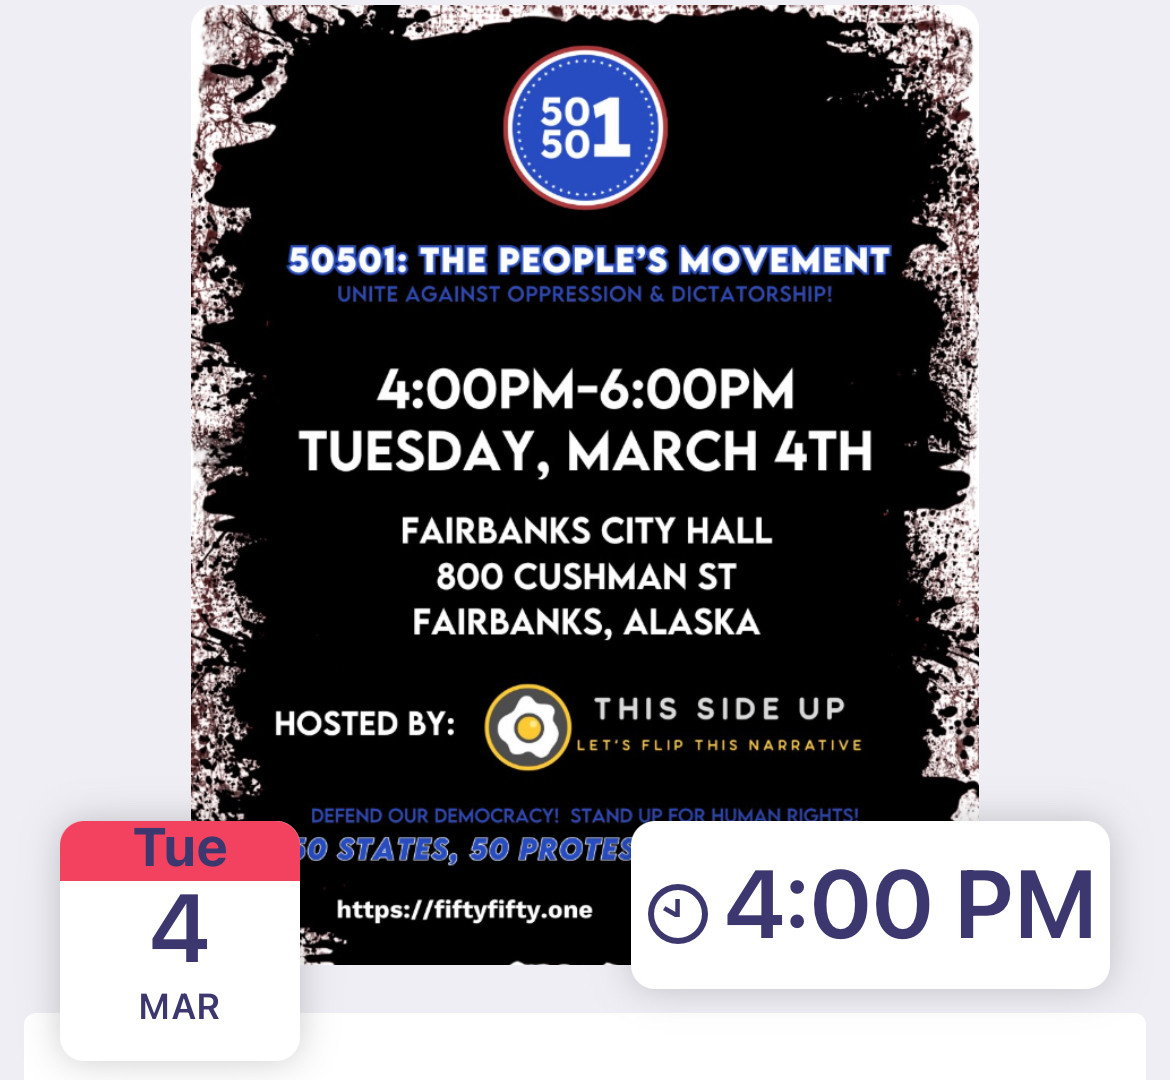 50
50
1
50501: THE PEOPLE'S MOVEMENT
UNITE AGAINST OPPRESSION & DICTATORSHIP!
4:00PM-6:00PM
TUESDAY, MARCH 4TH
FAIRBANKS CITY HALL
800 CUSHMAN ST
FAIRBANKS, ALASKA
HOSTED BY:
THIS SIDE UP
LET'S FLIP THIS NARRATIVE
DEFEND OUR DEMOCRACY! STAND UP FOR HUMAN RIGHTS!
50 STATES, 50 PROTES
https://fiftyfifty.one
Tue
4
MAR
4:00 PM